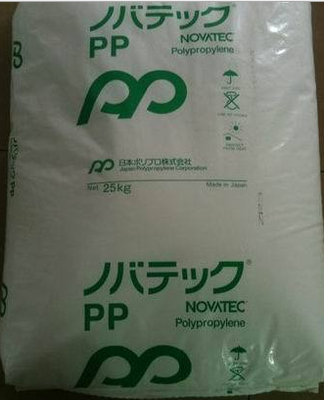 ノバテック
NOVATEC
PP
Polypropylene
日本ポリプロ株式会社
Japan Polypropylene Corporation
Net 25kg
Made in Japan
ノバテック®
NOVATEC
PP
Polypropylene